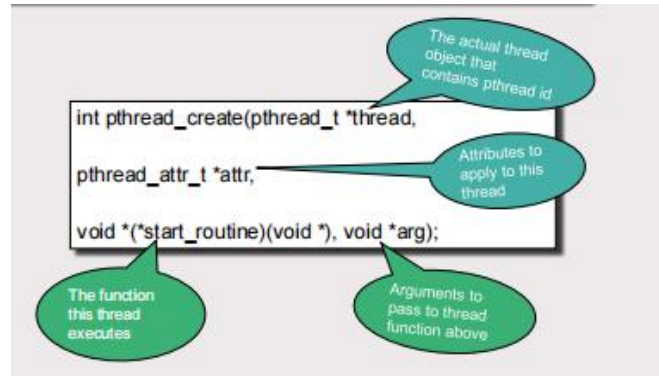 The actual thread
object that
contains pthread id
int pthread_create(pthread_t *thread,
Attributes to
apply to this
thread
pthread_attr_t *attr,
void *(*start_routine)(void *), void *arg);
The function
this thread
executes
Arguments to
pass to thread
function above